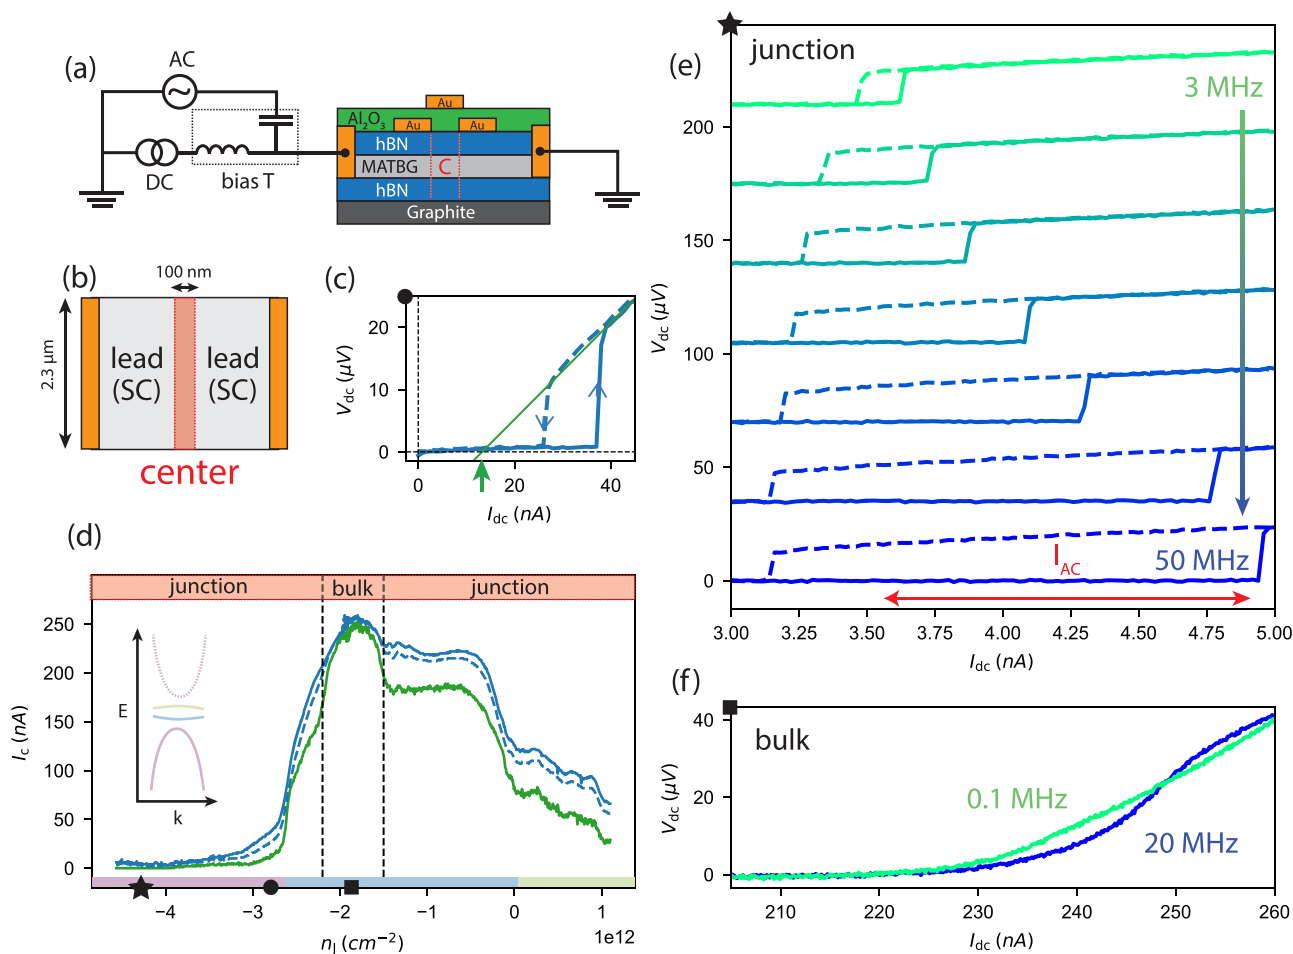 (a)
AC
DC
bias T
Au
Al2O3
Au
Au
hBN
MATBG
C
hBN
Graphite
(b)
100 nm
2.3 µm
lead
(SC)
lead
(SC)
center
(c)
Vdc (µV)
20
10
0
0
20
40
Idc (nA)
(d)
junction
bulk
junction
Ic (nA)
250
200
150
100
50
0
E
k
−4
−3
−2
−1
0
1
1e12
nJ (cm−2)
(e)
junction
3 MHz
50 MHz
IAC
Vdc (µV)
200
150
100
50
0
3.00
3.25
3.50
3.75
4.00
4.25
4.50
4.75
5.00
Idc (nA)
(f)
bulk
0.1 MHz
20 MHz
Vdc (µV)
40
20
0
210
220
230
240
250
260
Idc (nA)